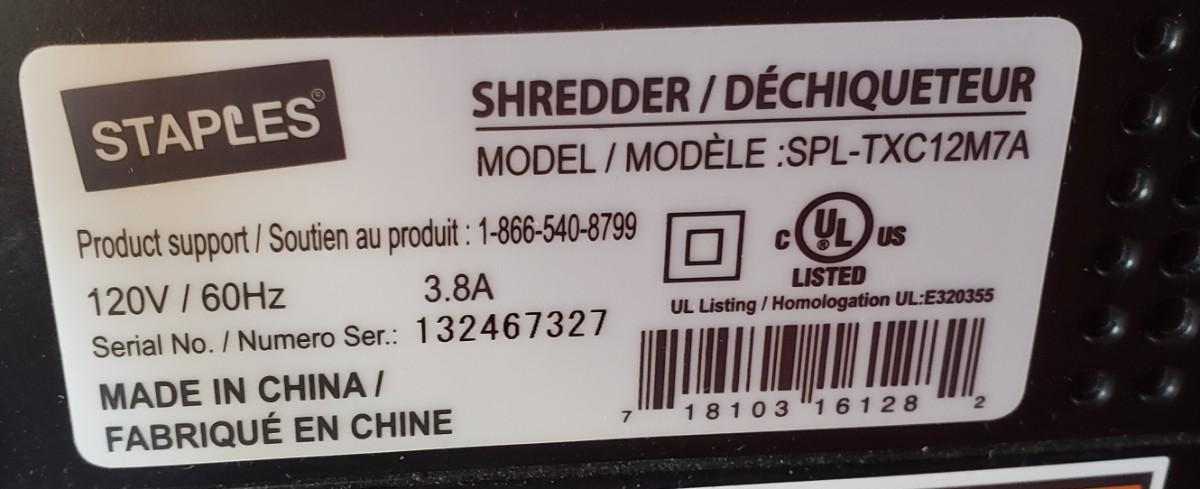 STAPLES®
SHREDDER / DÉCHIQUETEUR
MODEL / MODÈLE :SPL-TXC12M7A
Product support / Soutien au produit : 1-866-540-8799
120V / 60Hz 3.8A
Serial No. / Numero Ser.: 132467327
MADE IN CHINA /
FABRIQUÉ EN CHINE
C UL® US
LISTED
UL Listing / Homologation UL:E320355
7 18103 16128 2